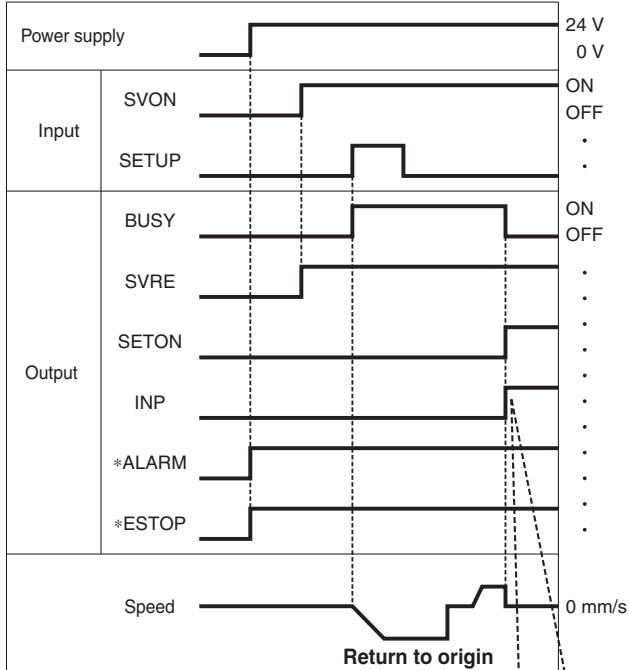 Power supply
24 V
0 V
Input
SVON
ON
OFF
SETUP
Output
BUSY
ON
OFF
SVRE
SETON
INP
*ALARM
*ESTOP
Speed
0 mm/s
Return to origin